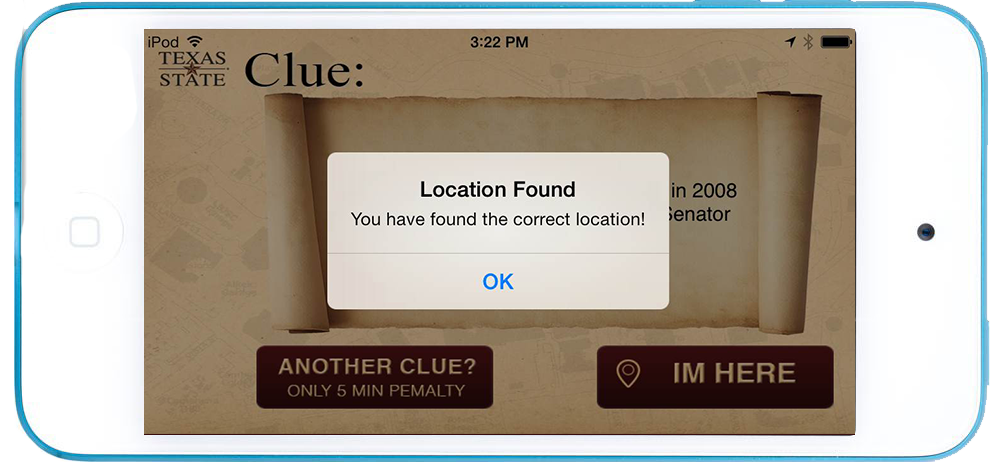 iPod
3:22 PM
TEXAS
STATE
Clue:
in 2008
Senator
Location Found
You have found the correct location!
OK
ANOTHER CLUE?
ONLY 5 MIN PEMALTY
IM HERE